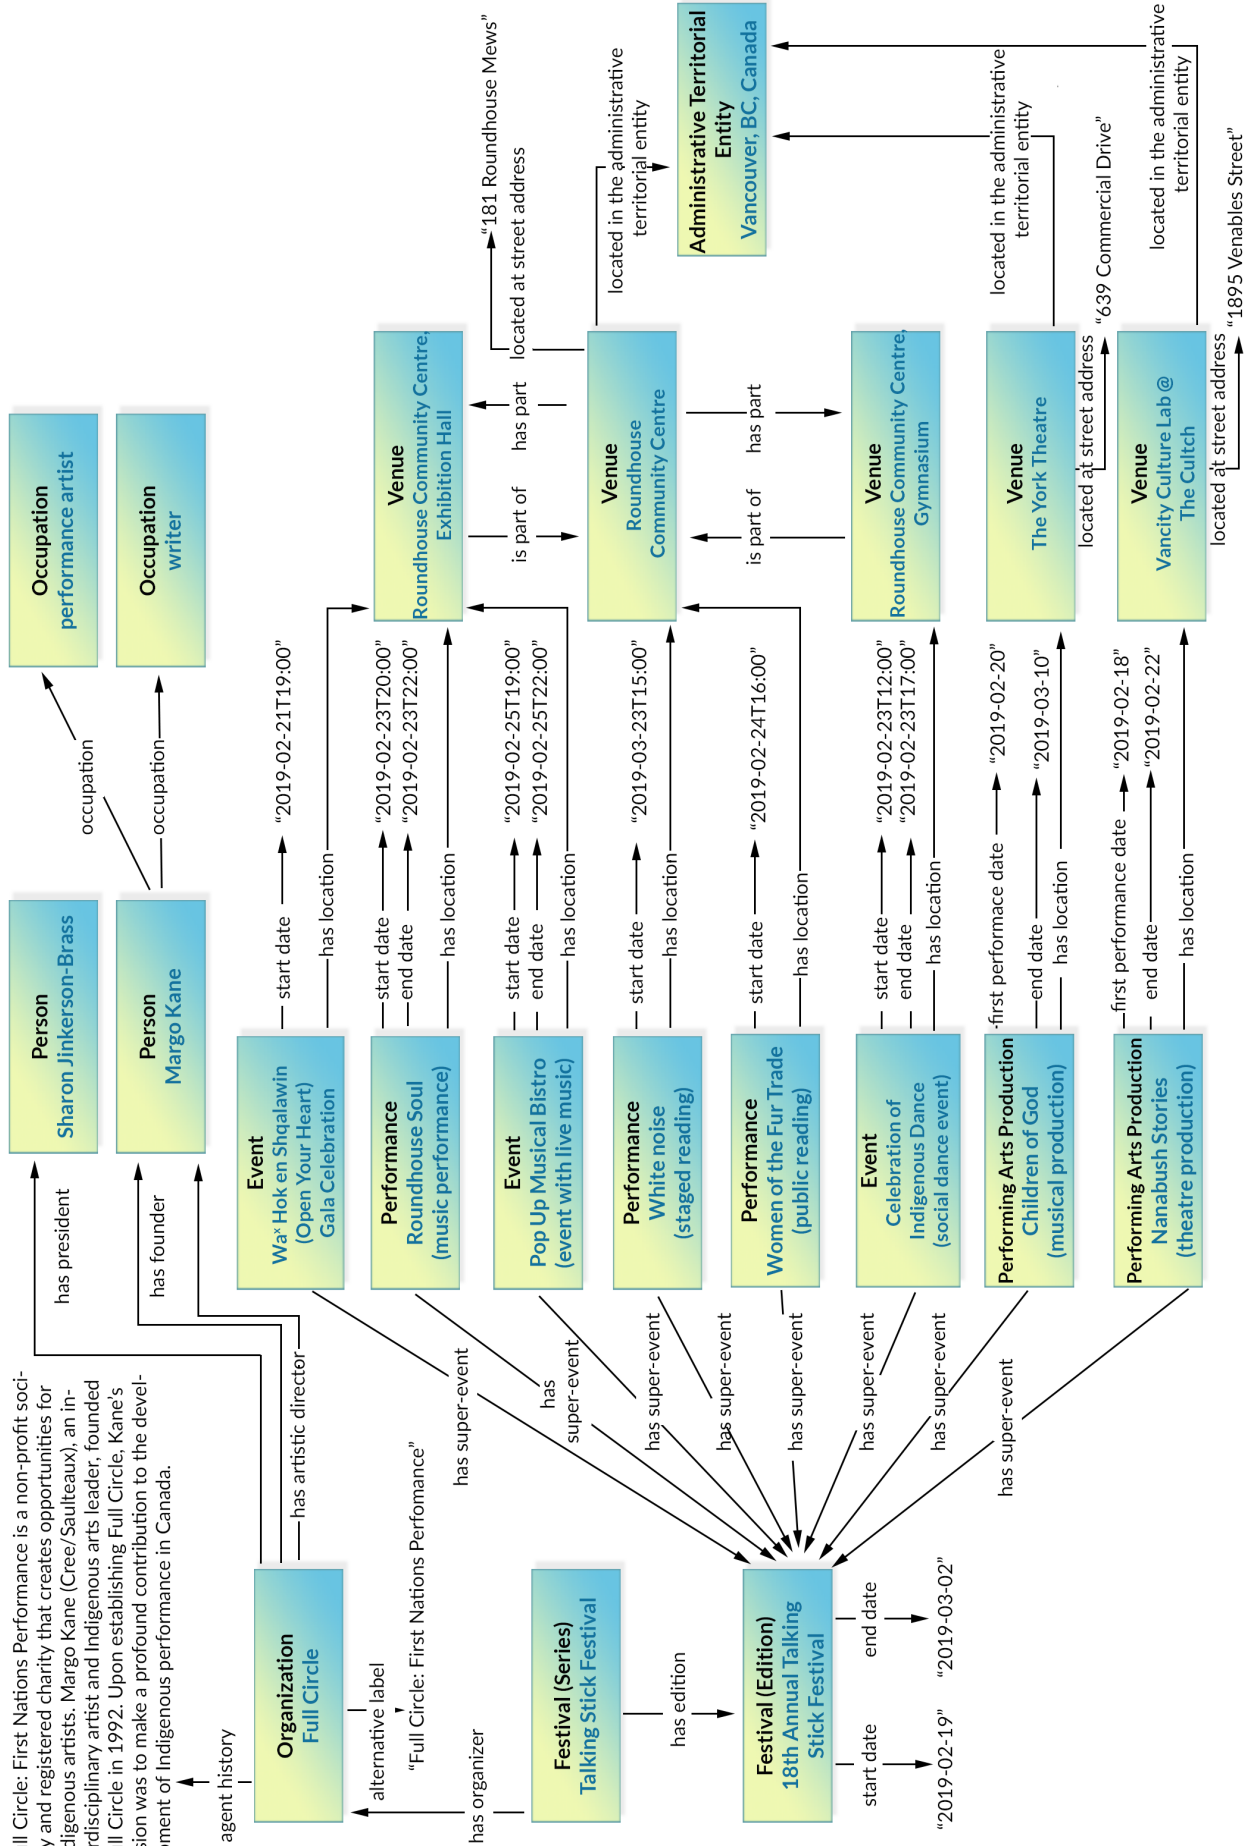 ll Circle: First Nations Performance is a non-profit soci-
y and registered charity that creates opportunities for
digenous artists. Margo Kane (Cree/Saulteaux), an in-
rdisciplinary artist and Indigenous arts leader, founded
ll Circle in 1992. Upon establishing Full Circle, Kane’s
sion was to make a profound contribution to the devel-
ment of Indigenous performance in Canada.
agent history
Organization
Full Circle
alternative label
“Full Circle: First Nations Perfomance”
has organizer
Festival (Series)
Talking Stick Festival
has edition
Festival (Edition)
18th Annual Talking
Stick Festival
start date
“2019-02-19”
end date
“2019-03-02”
has president
has founder
has artistic director
has super-event
has
super-event
has super-event
has super-event
has super-event
has super-event
has super-event
has super-event
Person
Sharon Jinkerson-Brass
Person
Margo Kane
occupation
occupation
Occupation
performance artist
Occupation
writer
Event
Waˣ Hok en Shqalawin
(Open Your Heart)
Gala Celebration
start date
“2019-02-21T19:00”
has location
Performance
Roundhouse Soul
(music performance)
start date
“2019-02-23T20:00”
end date
“2019-02-23T22:00”
has location
Event
Pop Up Musical Bistro
(event with live music)
start date
“2019-02-25T19:00”
end date
“2019-02-25T22:00”
has location
Performance
White noise
(staged reading)
start date
“2019-03-23T15:00”
has location
Performance
Women of the Fur Trade
(public reading)
start date
“2019-02-24T16:00”
has location
Event
Celebration of
Indigenous Dance
(social dance event)
start date
“2019-02-23T12:00”
end date
“2019-02-23T17:00”
has location
Performing Arts Production
Children of God
(musical production)
first performace date
“2019-02-20”
end date
“2019-03-10”
has location
Performing Arts Production
Nanabush Stories
(theatre production)
first performance date
“2019-02-18”
end date
“2019-02-22”
has location
Venue
Roundhouse Community Centre,
Exhibition Hall
is part of
has part
Venue
Roundhouse
Community Centre
located at street address
“181 Roundhouse Mews”
located in the administrative
territorial entity
is part of
has part
Venue
Roundhouse Community Centre,
Gymnasium
Venue
The York Theatre
located at street address
“639 Commercial Drive”
located in the administrative
territorial entity
Venue
Vancity Culture Lab @
The Cultch
located at street address
“1895 Venables Street”
located in the administrative
territorial entity
Administrative Territorial
Entity
Vancouver, BC, Canada